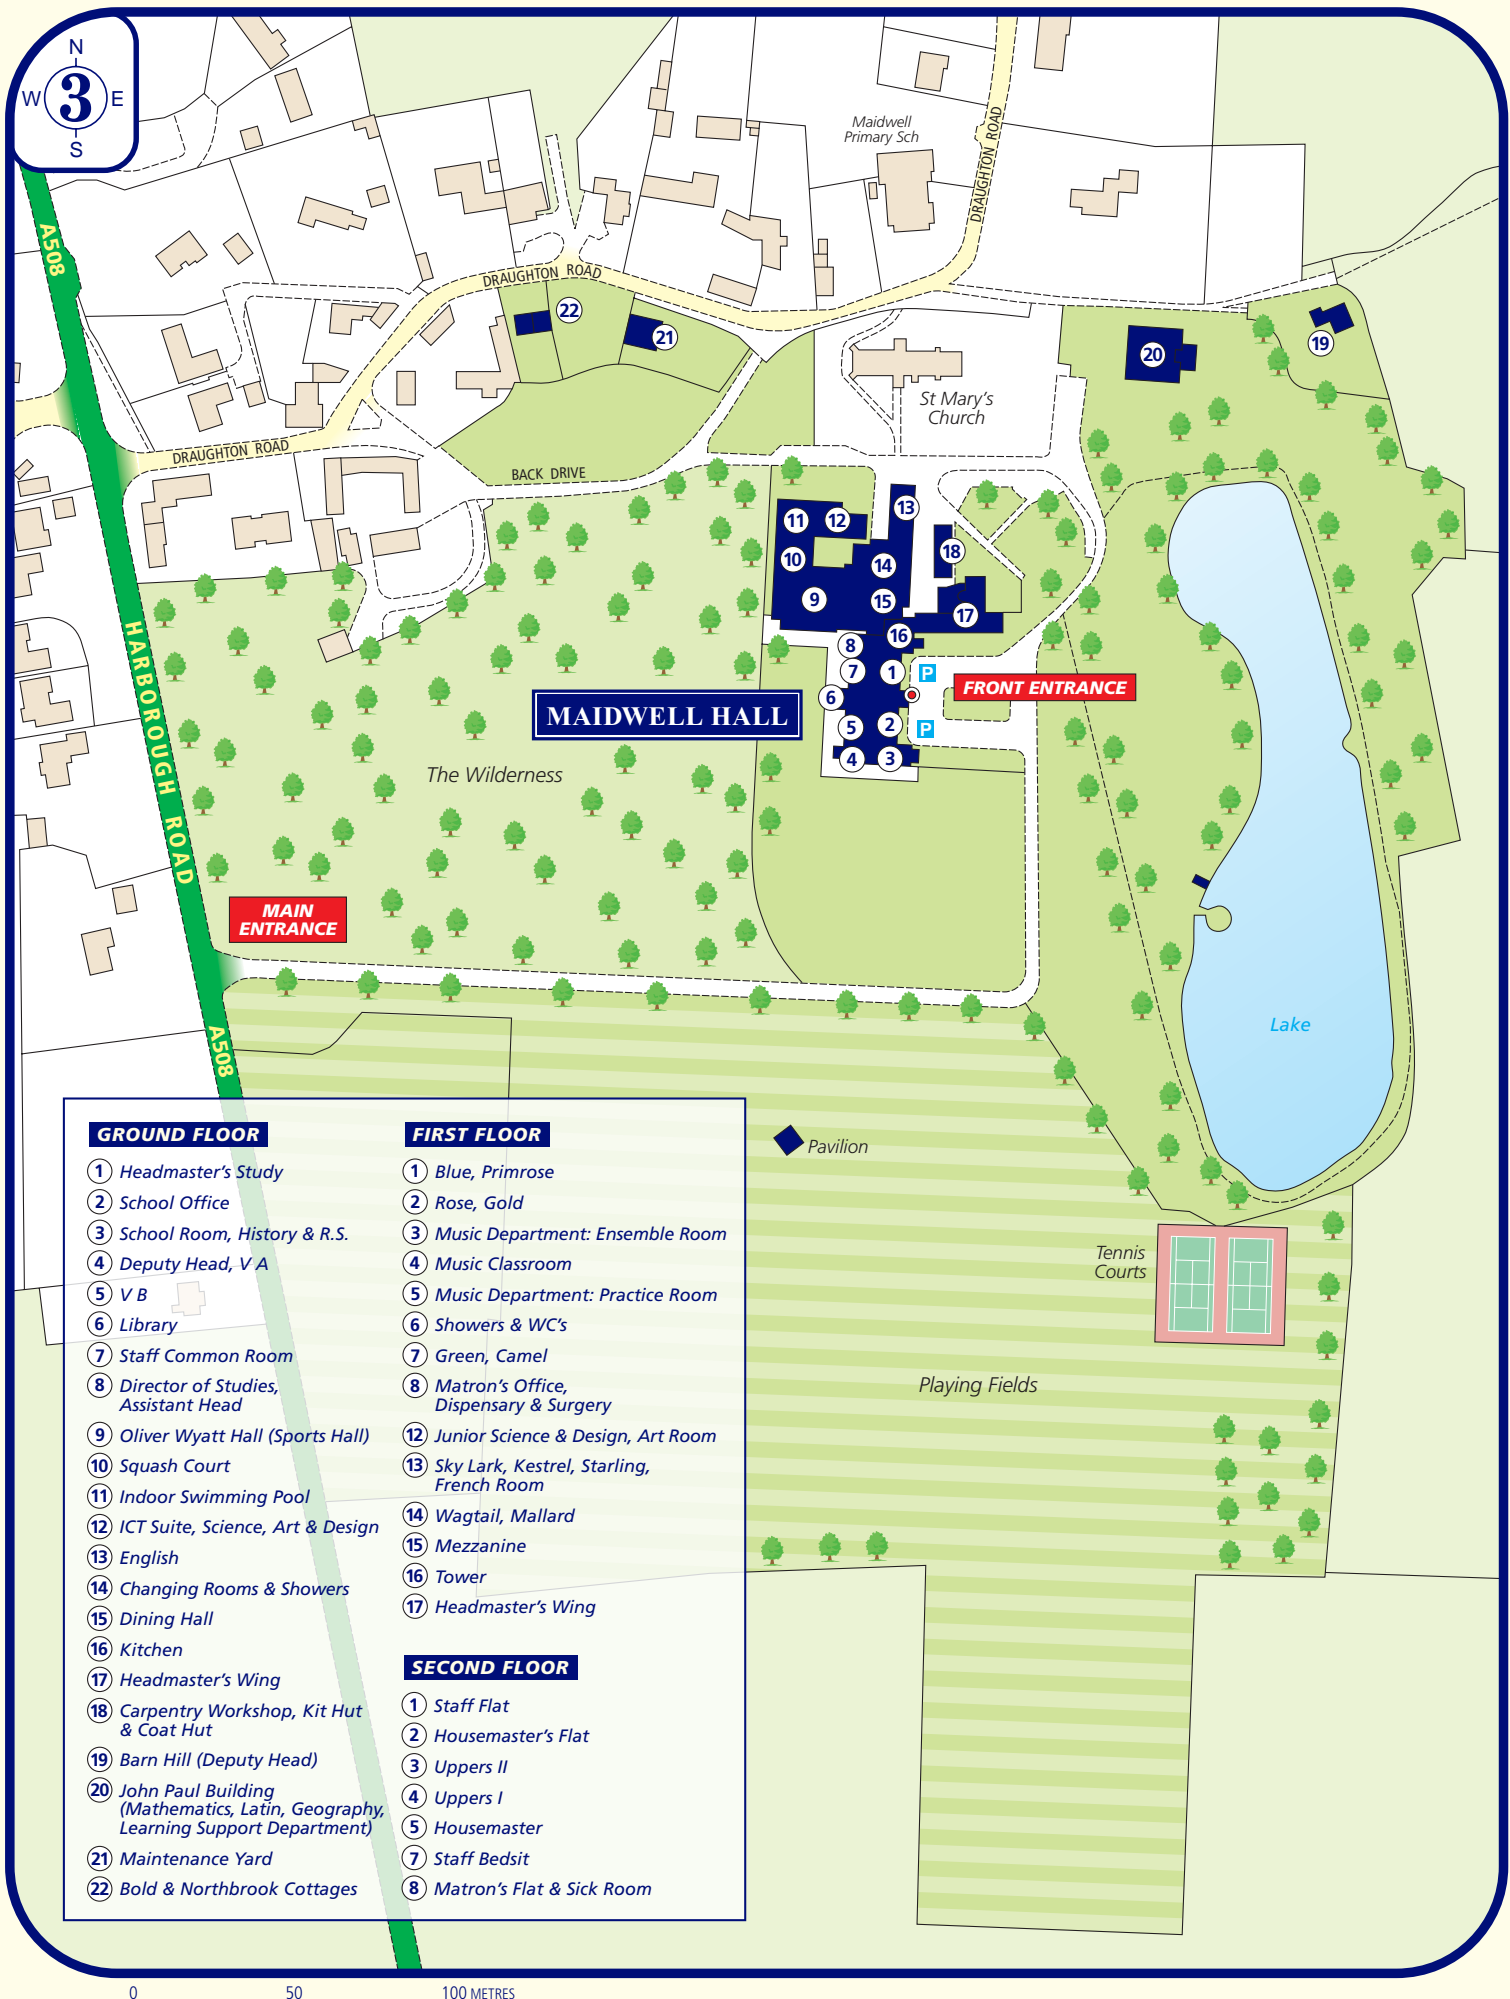 N
W 3 E
S
A508
Maidwell
Primary Sch
DRAUGHTON ROAD
DRAUGHTON ROAD
22
21
20
19
St Mary's
Church
DRAUGHTON ROAD
BACK DRIVE
13
11
12
18
10
14
9
15
17
16
8
7
1
P
FRONT ENTRANCE
6
MAIDWELL HALL
5
2
P
4
3
HARBOROUGH ROAD
The Wilderness
MAIN
ENTRANCE
Lake
A508
Pavilion
Tennis
Courts
Playing Fields
GROUND FLOOR
1 Headmaster's Study
2 School Office
3 School Room, History & R.S.
4 Deputy Head, V A
5 V B
6 Library
7 Staff Common Room
8 Director of Studies,
Assistant Head
9 Oliver Wyatt Hall (Sports Hall)
10 Squash Court
11 Indoor Swimming Pool
12 ICT Suite, Science, Art & Design
13 English
14 Changing Rooms & Showers
15 Dining Hall
16 Kitchen
17 Headmaster's Wing
18 Carpentry Workshop, Kit Hut
& Coat Hut
19 Barn Hill (Deputy Head)
20 John Paul Building
(Mathematics, Latin, Geography,
Learning Support Department)
21 Maintenance Yard
22 Bold & Northbrook Cottages
FIRST FLOOR
1 Blue, Primrose
2 Rose, Gold
3 Music Department: Ensemble Room
4 Music Classroom
5 Music Department: Practice Room
6 Showers & WC's
7 Green, Camel
8 Matron's Office,
Dispensary & Surgery
12 Junior Science & Design, Art Room
13 Sky Lark, Kestrel, Starling,
French Room
14 Wagtail, Mallard
15 Mezzanine
16 Tower
17 Headmaster's Wing
SECOND FLOOR
1 Staff Flat
2 Housemaster's Flat
3 Uppers II
4 Uppers I
5 Housemaster
7 Staff Bedsit
8 Matron's Flat & Sick Room
0 50 100 METRES